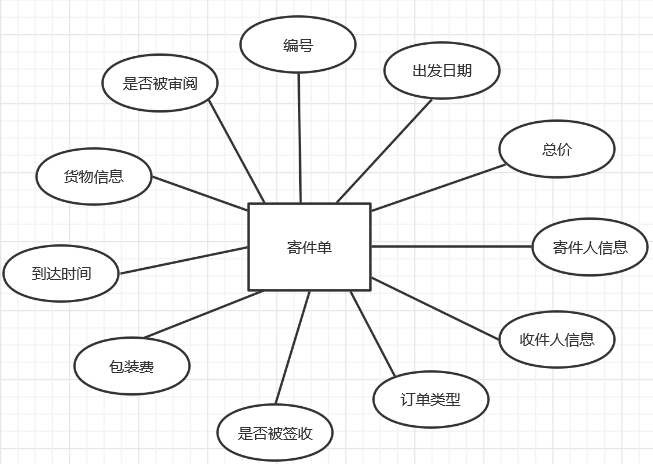 编号
出发日期
是否被审阅
总价
货物信息
寄件人信息
寄件单
到达时间
收件人信息
包装费
订单类型
是否被签收